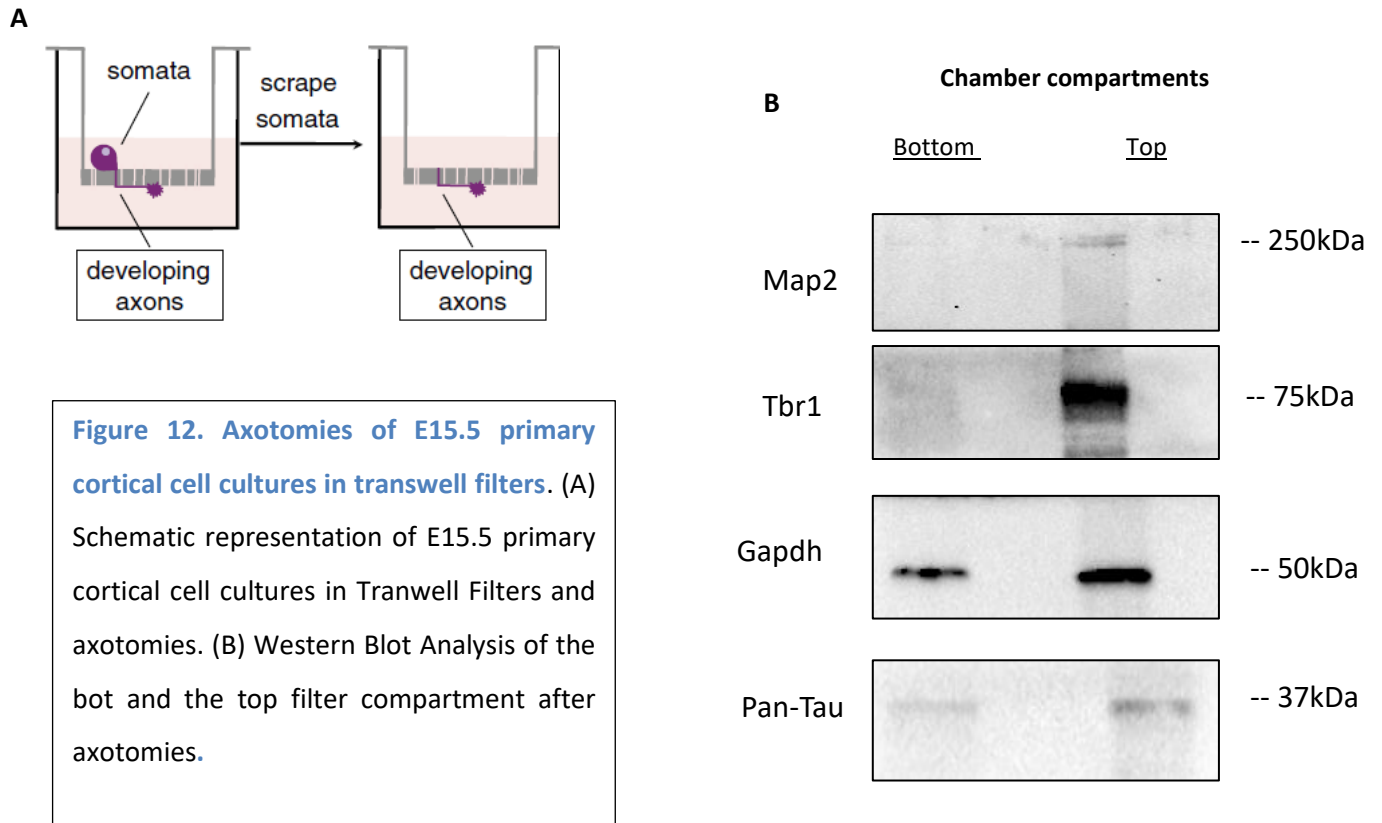 A
somata
scrape
somata
developing
axons
developing
axons
Figure 12. Axotomies of E15.5 primary
cortical cell cultures in transwell filters. (A)
Schematic representation of E15.5 primary
cortical cell cultures in Tranwell Filters and
axotomies. (B) Western Blot Analysis of the
bot and the top filter compartment after
axotomies.
Chamber compartments
B
Bottom Top
Map2 -- 250kDa
Tbr1 -- 75kDa
Gapdh -- 50kDa
Pan-Tau -- 37kDa